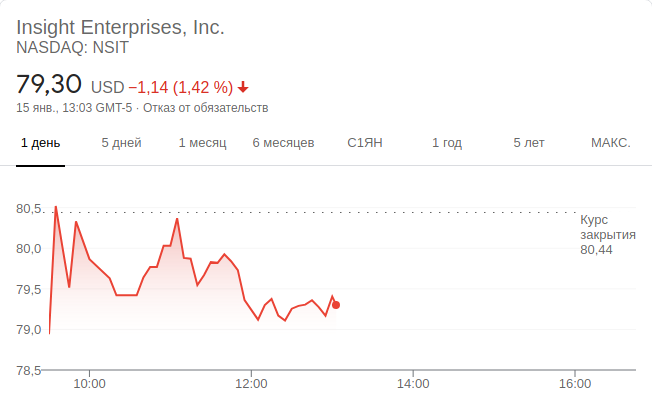 Insight Enterprises, Inc.
NASDAQ: NSIT
79,30 USD −1,14 (1,42 %)
15 янв., 13:03 GMT-5 · Отказ от обязательств
1 день 5 дней 1 месяц 6 месяцев С1ЯН 1 год 5 лет МАКС.
80,5
Курс
закрытия
80,44
80,0
79,5
79,0
78,5
10:00 12:00 14:00 16:00